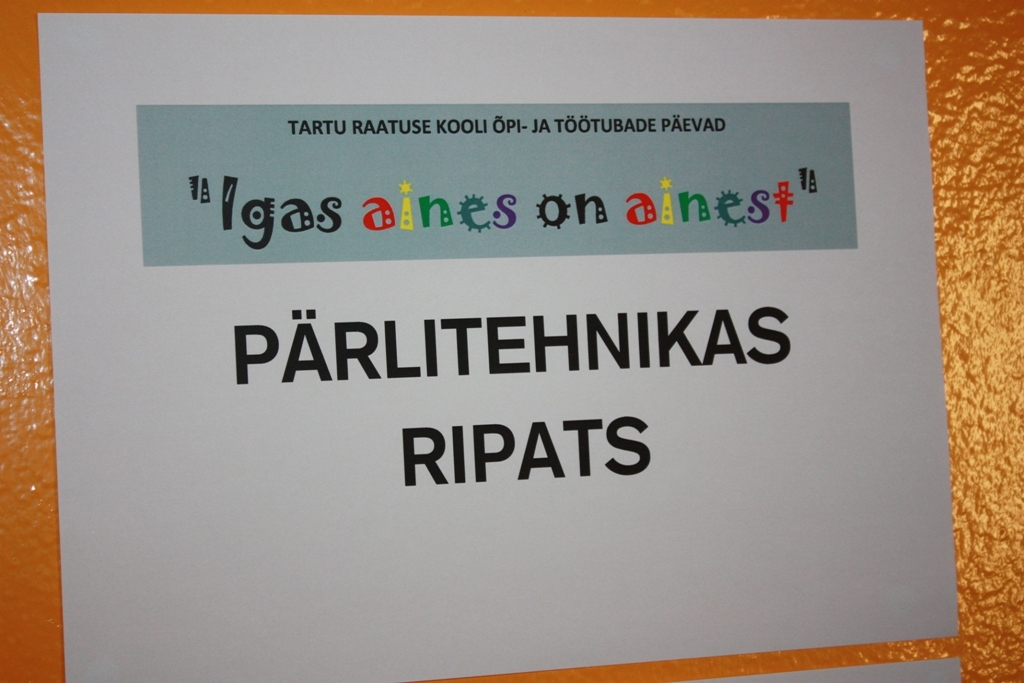 TARTU RAATUSE KOOLI ÕPI- JA TÖÖTUBADE PÄEVAD
"Igas aines on ainest"
PÄRLITEHNIKAS
RIPATS